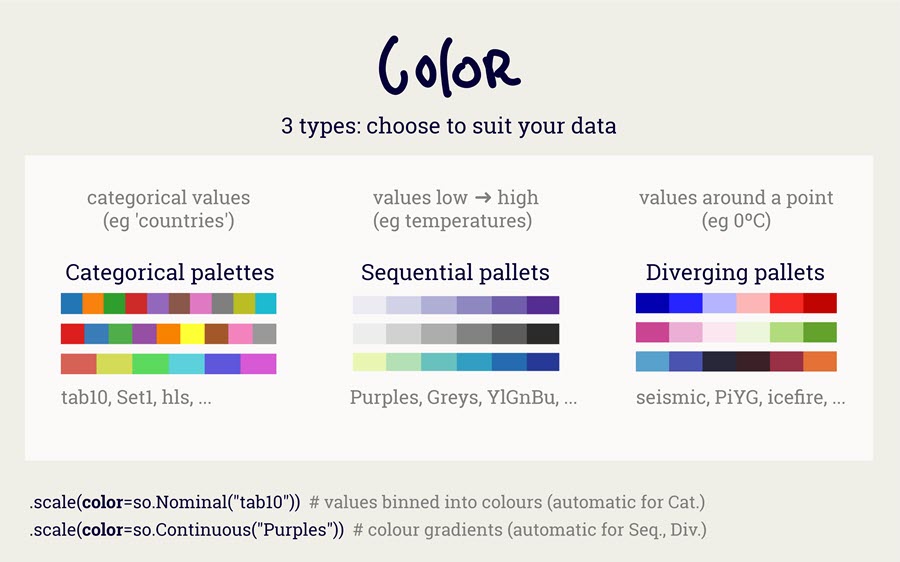 Color
3 types: choose to suit your data
categorical values
(eg 'countries')
Categorical palettes
tab10, Set1, hls, ...
values low → high
(eg temperatures)
Sequential pallets
Purples, Greys, YlGnBu, ...
values around a point
(eg 0ºC)
Diverging pallets
seismic, PiYG, icefire, ...
.scale(color=so.Nominal("tab10")) # values binned into colours (automatic for Cat.)
.scale(color=so.Continuous("Purples")) # colour gradients (automatic for Seq., Div.)